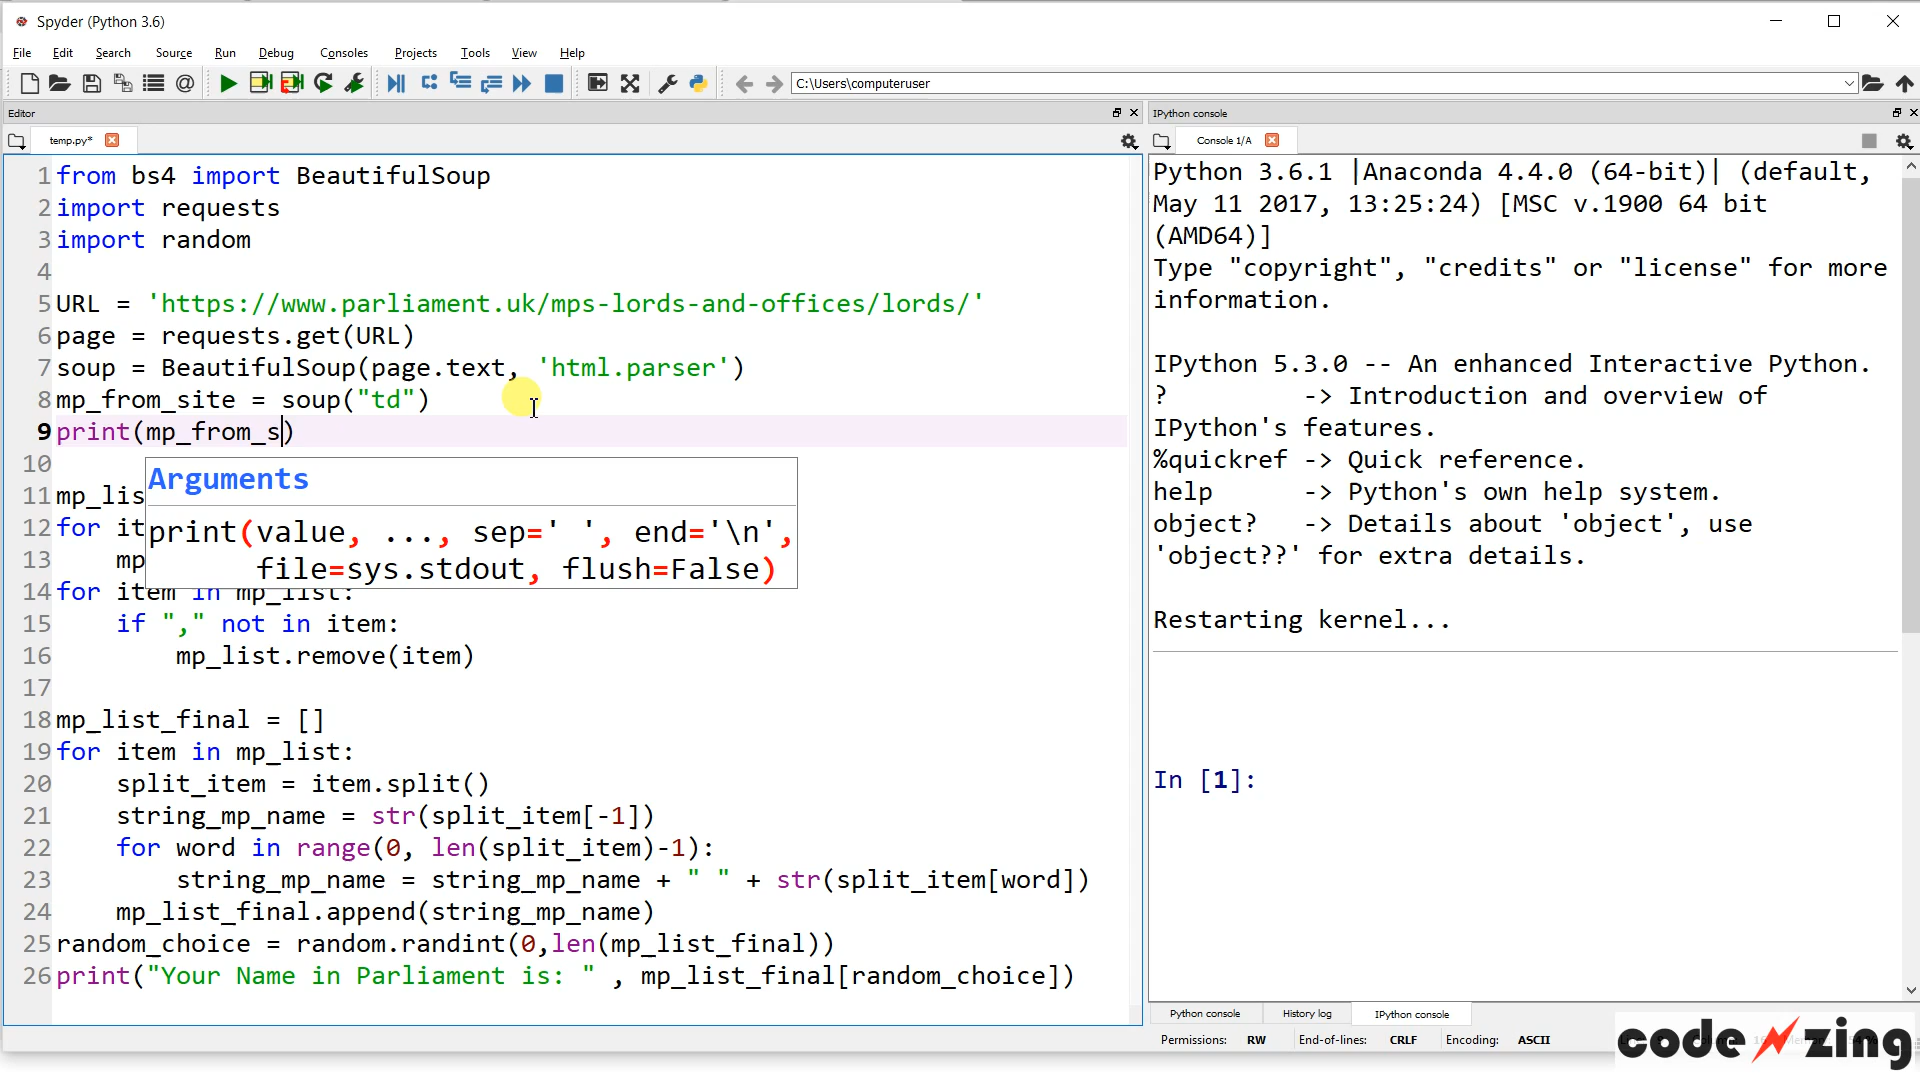 Spyder (Python 3.6)
File Edit Search Source Run Debug Consoles Projects Tools View Help
C:\Users\computeruser
Editor
temp.py*
1 from bs4 import BeautifulSoup
2 import requests
3 import random
4
5 URL = 'https://www.parliament.uk/mps-lords-and-offices/lords/'
6 page = requests.get(URL)
7 soup = BeautifulSoup(page.text, 'html.parser')
8 mp_from_site = soup("td")
9 print(mp_from_s)
10
Arguments
11 mp_lis
12 for it
print(value, ..., sep=' ', end='\n',
13 mp
file=sys.stdout, flush=False)
14 for item in mp_list:
15 if "," not in item:
16 mp_list.remove(item)
17
18 mp_list_final = []
19 for item in mp_list:
20 split_item = item.split()
21 string_mp_name = str(split_item[-1])
22 for word in range(0, len(split_item)-1):
23 string_mp_name = string_mp_name + " " + str(split_item[word])
24 mp_list_final.append(string_mp_name)
25 random_choice = random.randint(0,len(mp_list_final))
26 print("Your Name in Parliament is: " , mp_list_final[random_choice])
IPython console
Console 1/A
Python 3.6.1 |Anaconda 4.4.0 (64-bit)| (default,
May 11 2017, 13:25:24) [MSC v.1900 64 bit
(AMD64)]
Type "copyright", "credits" or "license" for more
information.
IPython 5.3.0 -- An enhanced Interactive Python.
? -> Introduction and overview of
IPython's features.
%quickref -> Quick reference.
help -> Python's own help system.
object? -> Details about 'object', use
'object??' for extra details.
Restarting kernel...
In [1]:
Python console History log IPython console
Permissions: RW End-of-lines: CRLF Encoding: ASCII
code zing